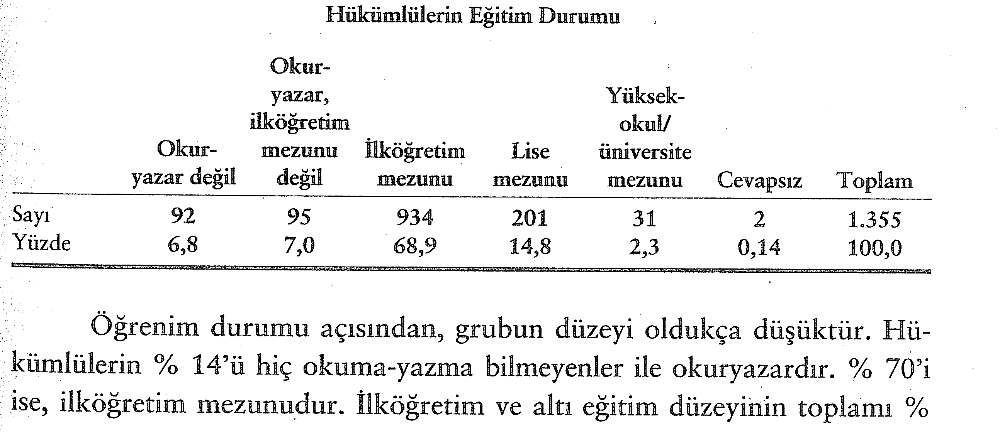 Hükümlülerin Eğitim Durumu
Okur-
yazar,
Yüksek-
ilköğretim
okul/
Okur-
mezunu
İlköğretim
Lise
üniversite
yazar değil
değil
mezunu
mezunu
mezunu
Cevapsız
Toplam
Sayı 92 95 934 201 31 2 1.355
Yüzde 6,8 7,0 68,9 14,8 2,3 0,14 100,0
Öğrenim durumu açısından, grubun düzeyi oldukça düşüktür. Hü-
kümlülerin % 14’ü hiç okuma-yazma bilmeyenler ile okuryazardır. % 70’i
ise, ilköğretim mezunudur. İlköğretim ve altı eğitim düzeyinin toplamı %